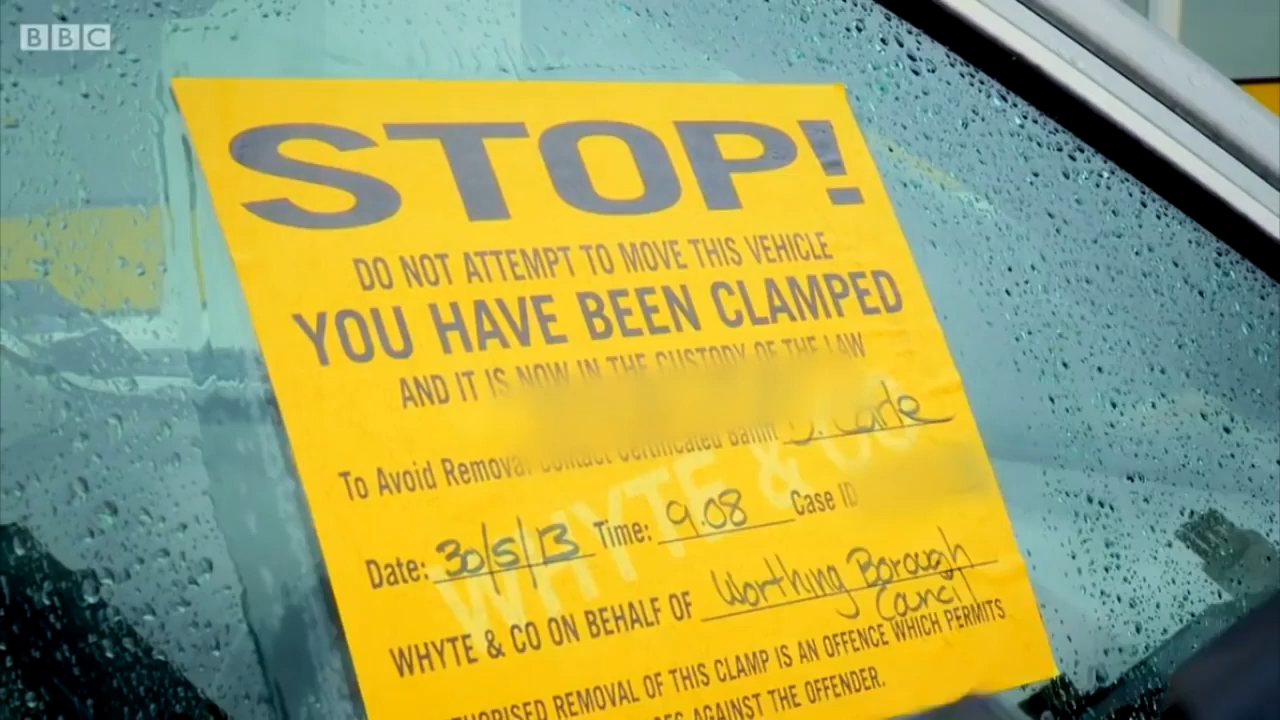 BBC
STOP!
DO NOT ATTEMPT TO MOVE THIS VEHICLE
YOU HAVE BEEN CLAMPED
AND IT IS NOW IN THE CUSTODY OF THE LAW
To Avoid Removal Contact Certificated Bailiff
WHYTE & CO
Date: 30/5/13 Time: 9.08 Case ID
WHYTE & CO ON BEHALF OF Worthing Borough
Council
REMOVAL OF THIS CLAMP IS AN OFFENCE WHICH PERMITS
AGAINST THE OFFENDER.